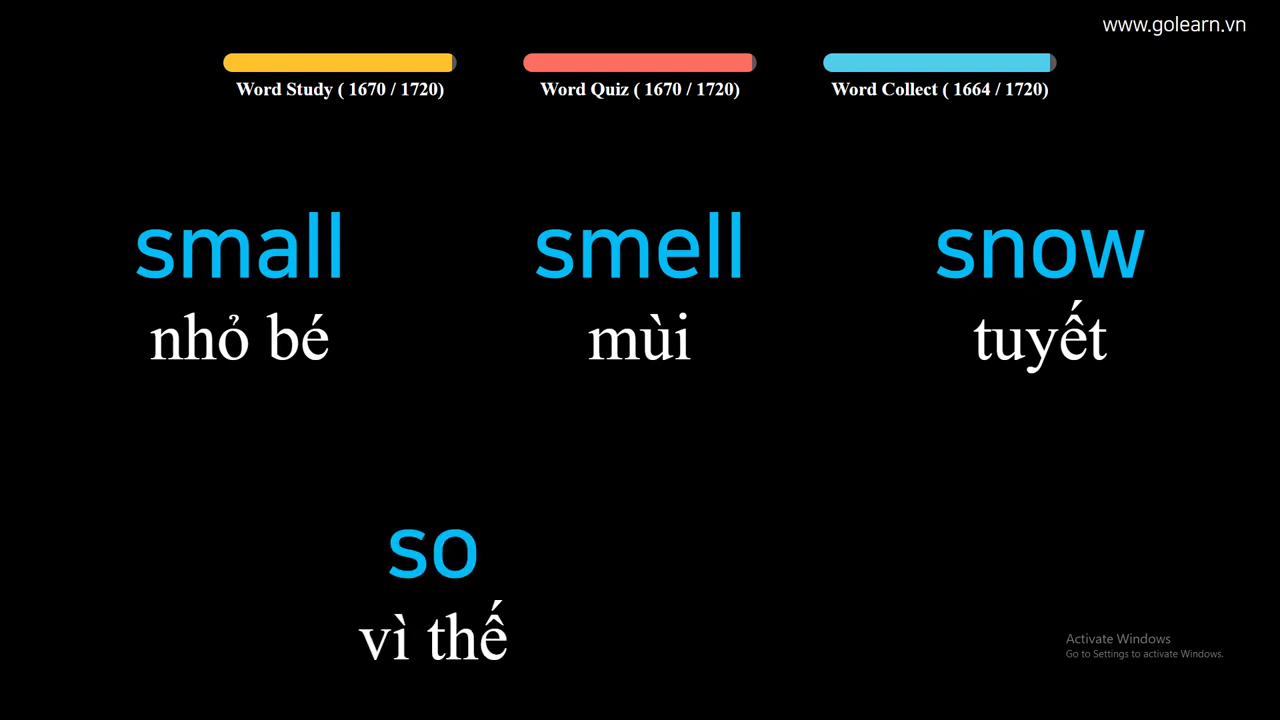 www.golearn.vn
Word Study ( 1670 / 1720)
Word Quiz ( 1670 / 1720)
Word Collect ( 1664 / 1720)
small
nhỏ bé
smell
mùi
snow
tuyết
so
vì thế
Activate Windows
Go to Settings to activate Windows.